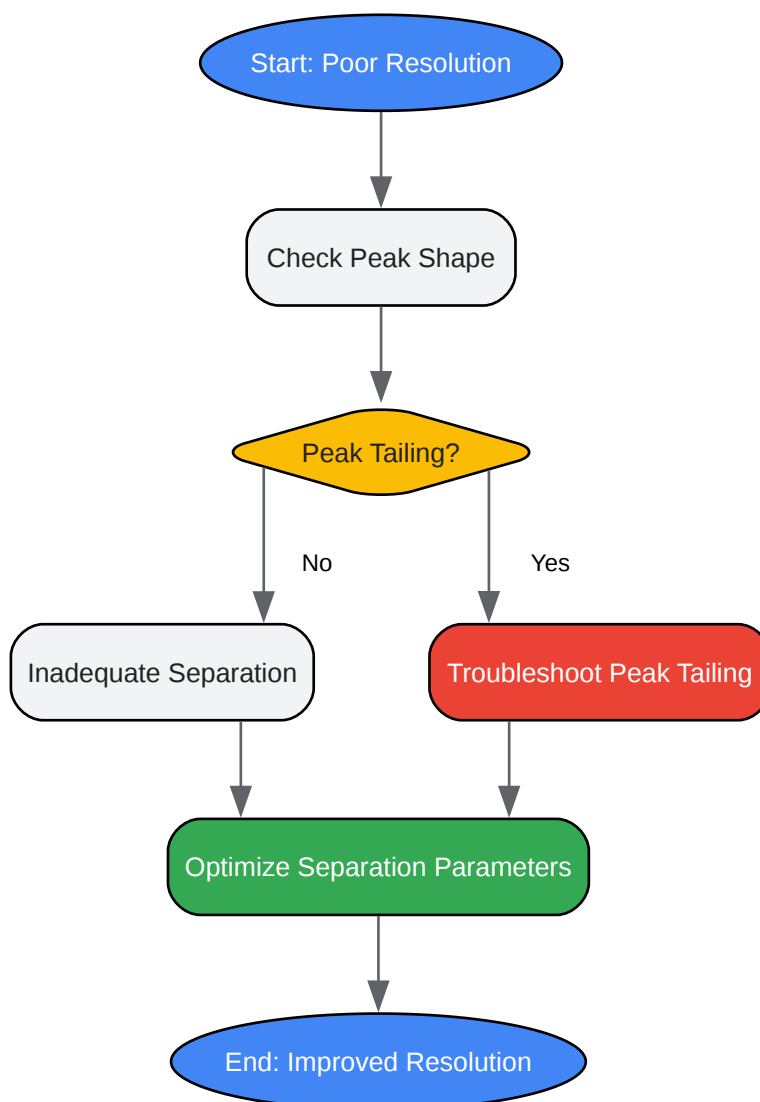 Start: Poor Resolution
Check Peak Shape
Peak Tailing?
No
Yes
Inadequate Separation
Troubleshoot Peak Tailing
Optimize Separation Parameters
End: Improved Resolution